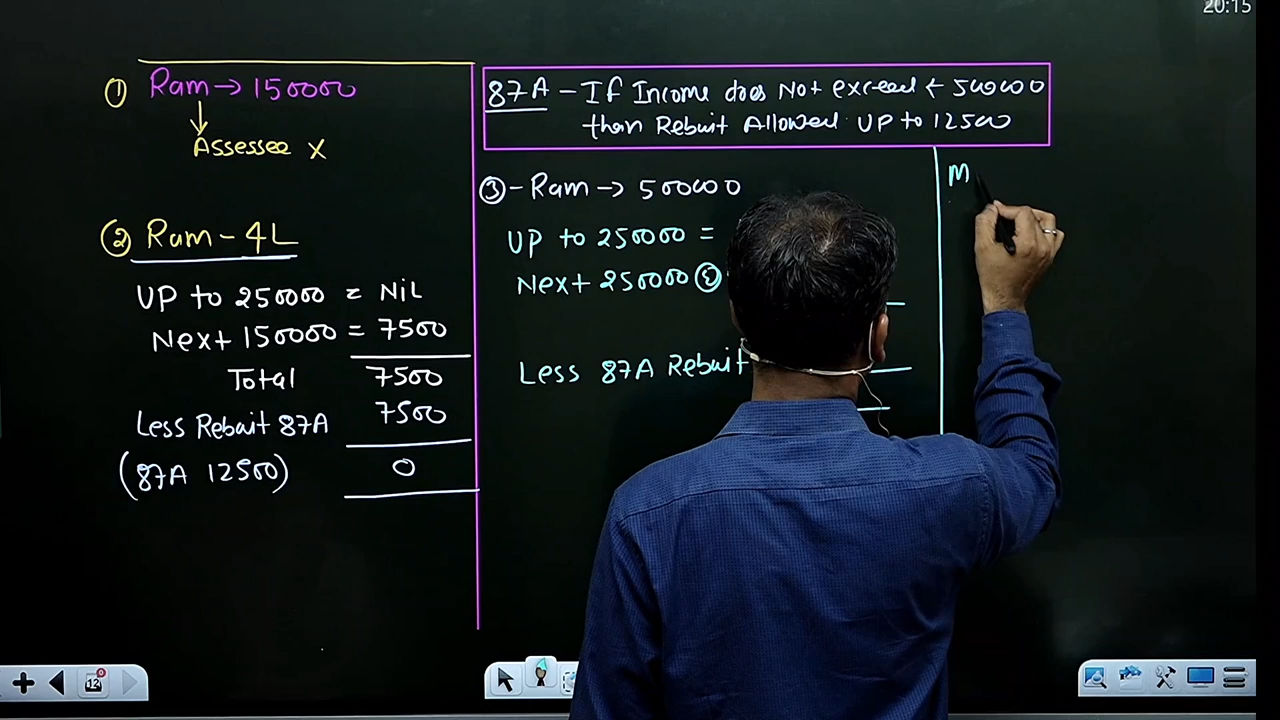 20:15
① Ram → 150000
Assessee X
② Ram - 4L
UP to 250000 = NiL
Next 150000 = 7500
Total 7500
Less Rebait 87A 7500
(87A 12500) 0
87A - If Income does Not exceed ₹ 500000
than Rebait Allowed UP to 12500
③ - Ram → 500000
UP to 250000 =
Next 250000 @
Less 87A Rebait
M
12